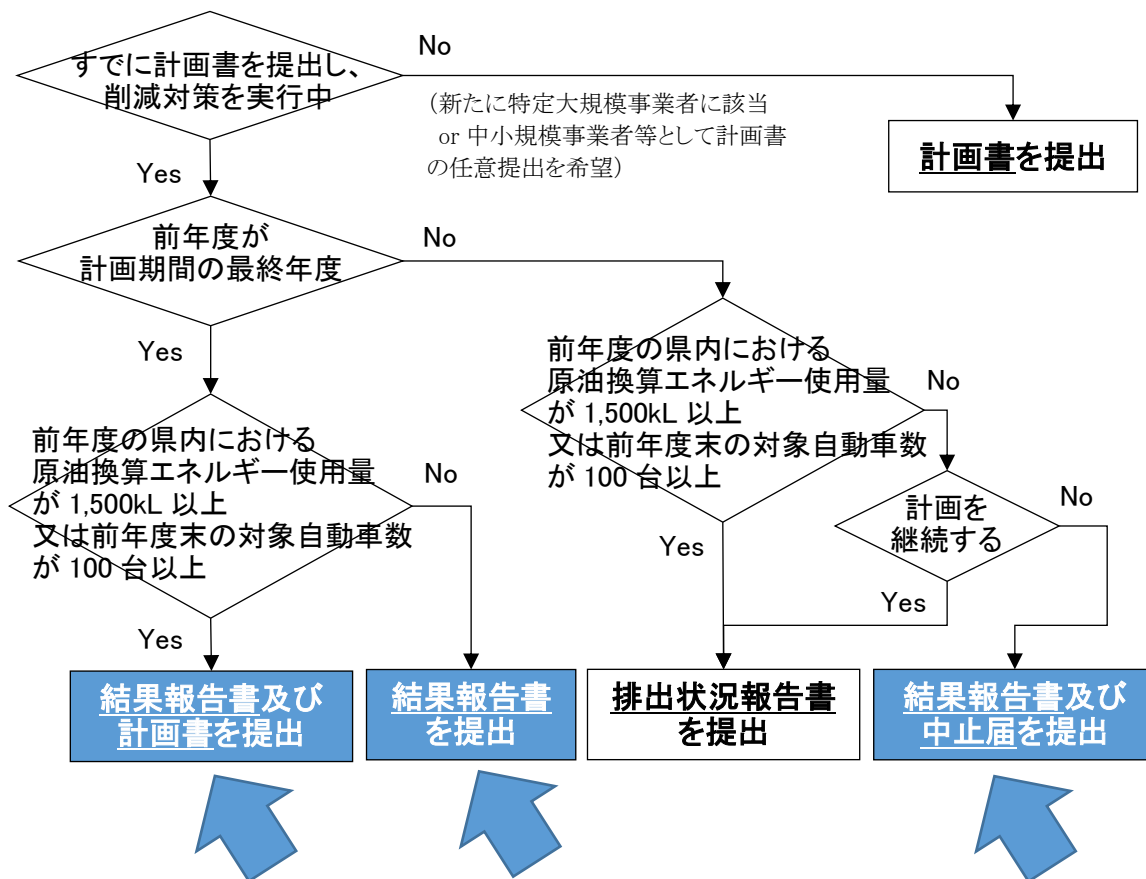 すでに計画書を提出し、
削減対策を実行中
No
（新たに特定大規模事業者に該当
or 中小規模事業者等として計画書
の任意提出を希望）
計画書を提出
Yes
前年度が
計画期間の最終年度
No
Yes
前年度の県内における
原油換算エネルギー使用量
が 1,500kL 以上
又は前年度末の対象自動車数
が 100 台以上
No
前年度の県内における
原油換算エネルギー使用量
が 1,500kL 以上
又は前年度末の対象自動車数
が 100 台以上
No
計画を
継続する
No
Yes
Yes
Yes
結果報告書及び
計画書を提出
結果報告書
を提出
排出状況報告書
を提出
結果報告書及び
中止届を提出